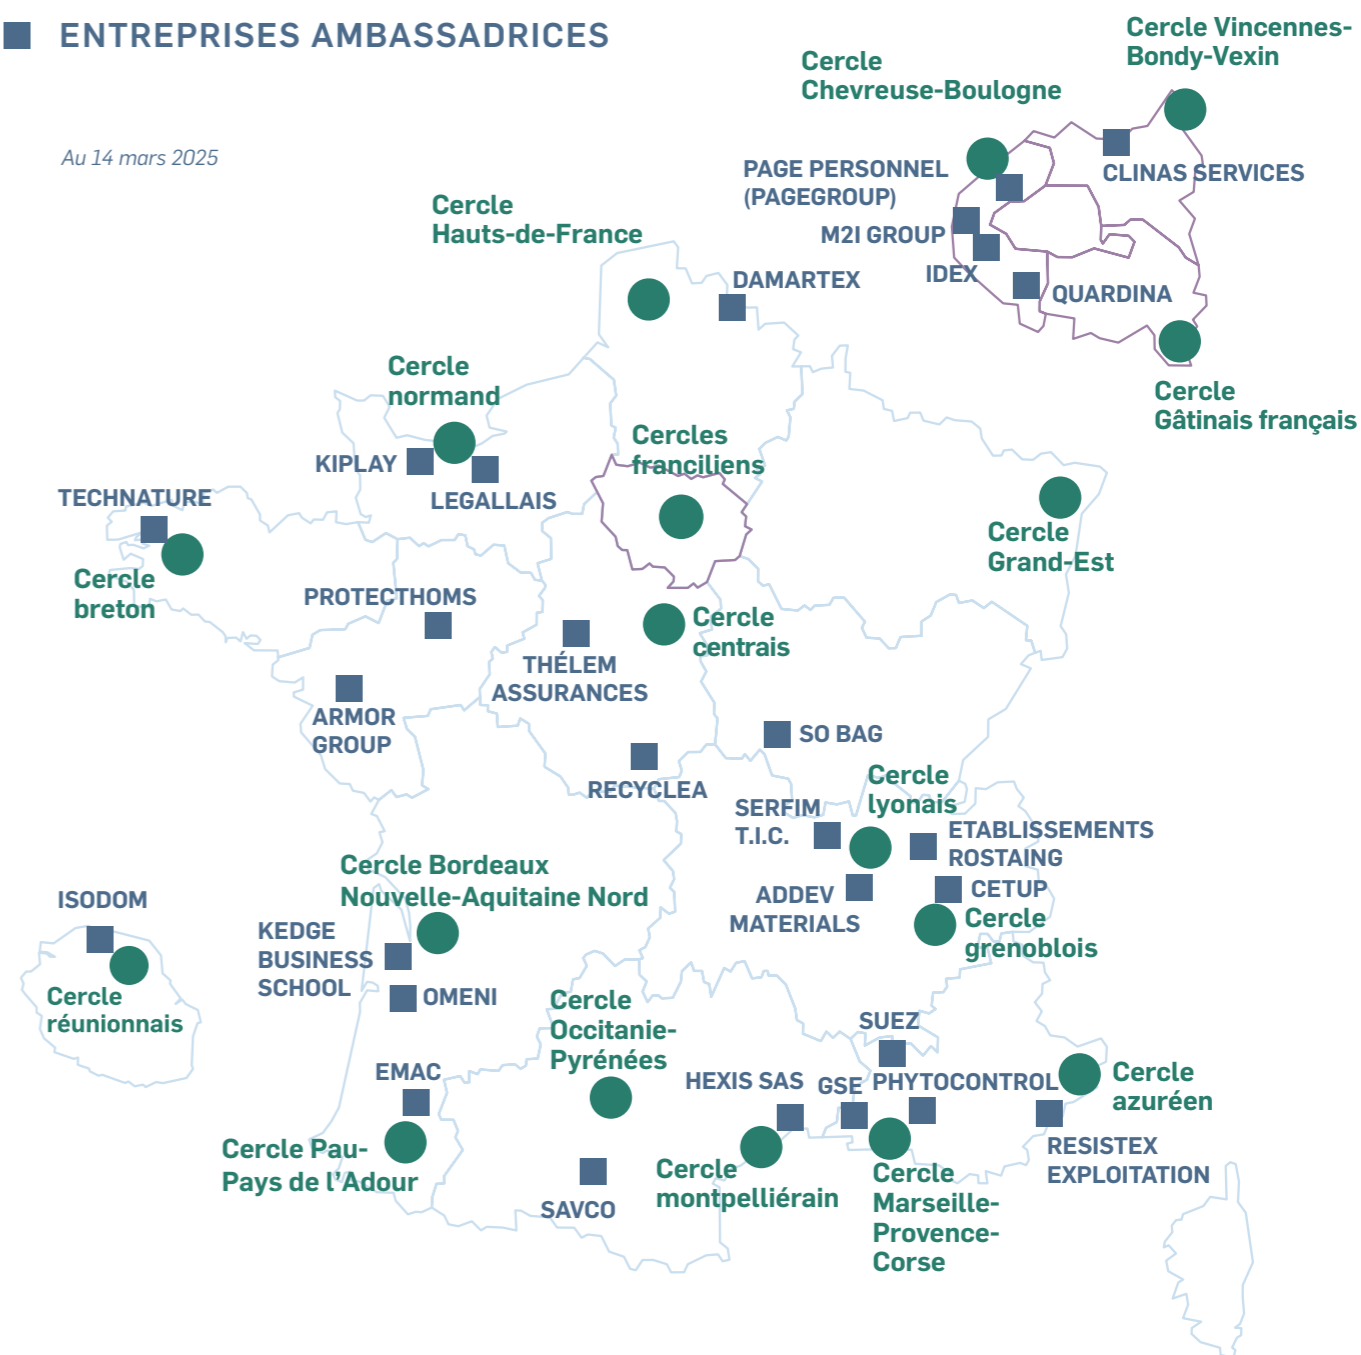 ENTREPRISES AMBASSADRICES
Au 14 mars 2025
Cercle Vincennes-
Bondy-Vexin
Cercle
Chevreuse-Boulogne
PAGE PERSONNEL
(PAGEGROUP)
CLINAS SERVICES
M2I GROUP
IDEX
QUARDINA
Cercle
Gâtinais français
Cercle
Hauts-de-France
DAMARTEX
Cercle
normand
KIPLAY
LEGALLAIS
Cercles
franciliens
TECHNATURE
Cercle
breton
Cercle
Grand-Est
PROTECTHOMS
Cercle
centrais
THÉLEM
ASSURANCES
ARMOR
GROUP
SO BAG
RECYCLEA
Cercle
lyonais
SERFIM
T.I.C.
ETABLISSEMENTS
ROSTAING
ADDEV
MATERIALS
CETUP
Cercle
grenoblois
Cercle Bordeaux
Nouvelle-Aquitaine Nord
ISODOM
Cercle
réunionnais
KEDGE
BUSINESS
SCHOOL
OMENI
Cercle
Occitanie-
Pyrénées
SUEZ
EMAC
HEXIS SAS
GSE
PHYTOCONTROL
Cercle
azuréen
Cercle Pau-
Pays de l'Adour
SAVCO
Cercle
montpelliérain
Cercle
Marseille-
Provence-
Corse
RESISTEX
EXPLOITATION